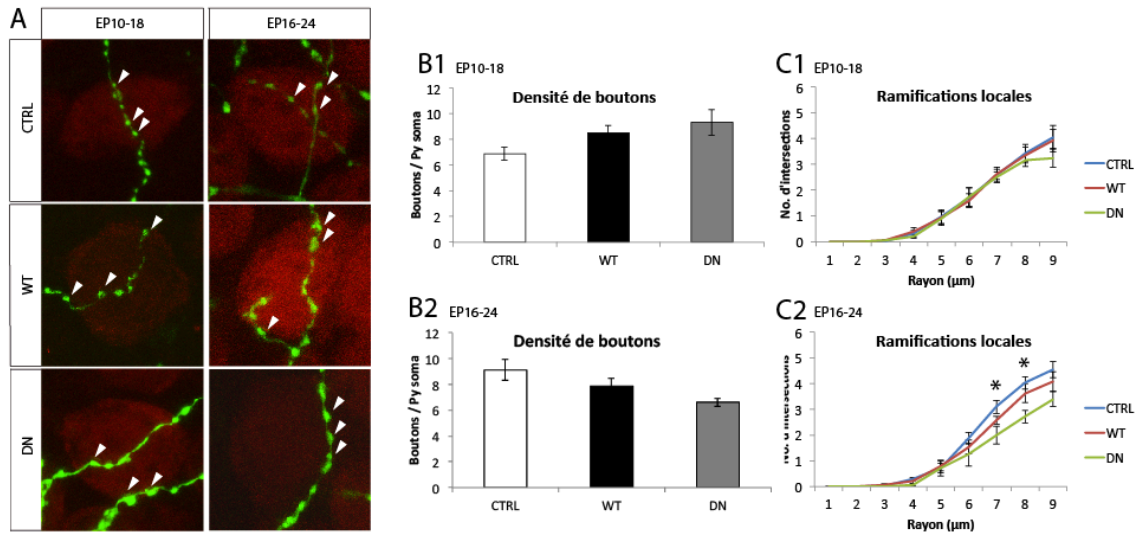 A
EP10-18 EP16-24
CTRL
WT
DN
B1 EP10-18
Densité de boutons
Boutons / Py soma
12
10
8
6
4
2
0
CTRL WT DN
C1 EP10-18
Ramifications locales
No. d'intersections
6
5
4
3
2
1
0
1 2 3 4 5 6 7 8 9
Rayon (µm)
CTRL
WT
DN
B2 EP16-24
Densité de boutons
Boutons / Py soma
12
10
8
6
4
2
0
CTRL WT DN
C2 EP16-24
Ramifications locales
6
5
4
3
2
1
0
* *
1 2 3 4 5 6 7 8 9
Rayon (µm)
CTRL
WT
DN